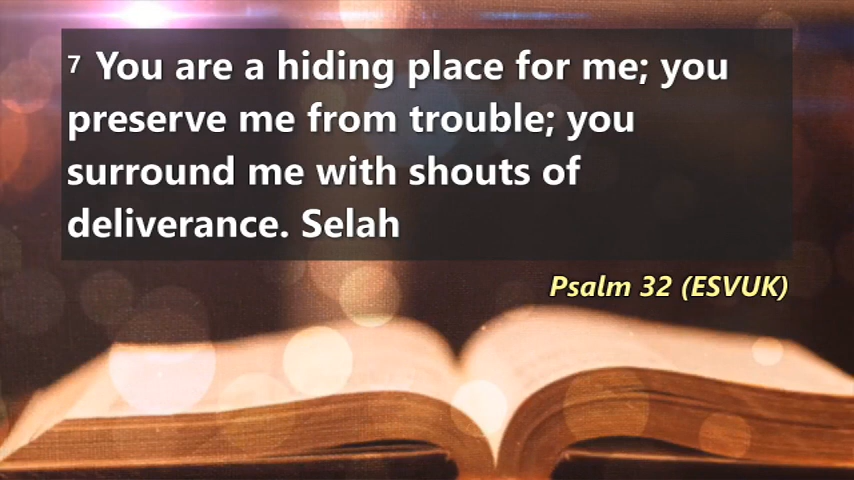 7 You are a hiding place for me; you
preserve me from trouble; you
surround me with shouts of
deliverance. Selah
Psalm 32 (ESVUK)